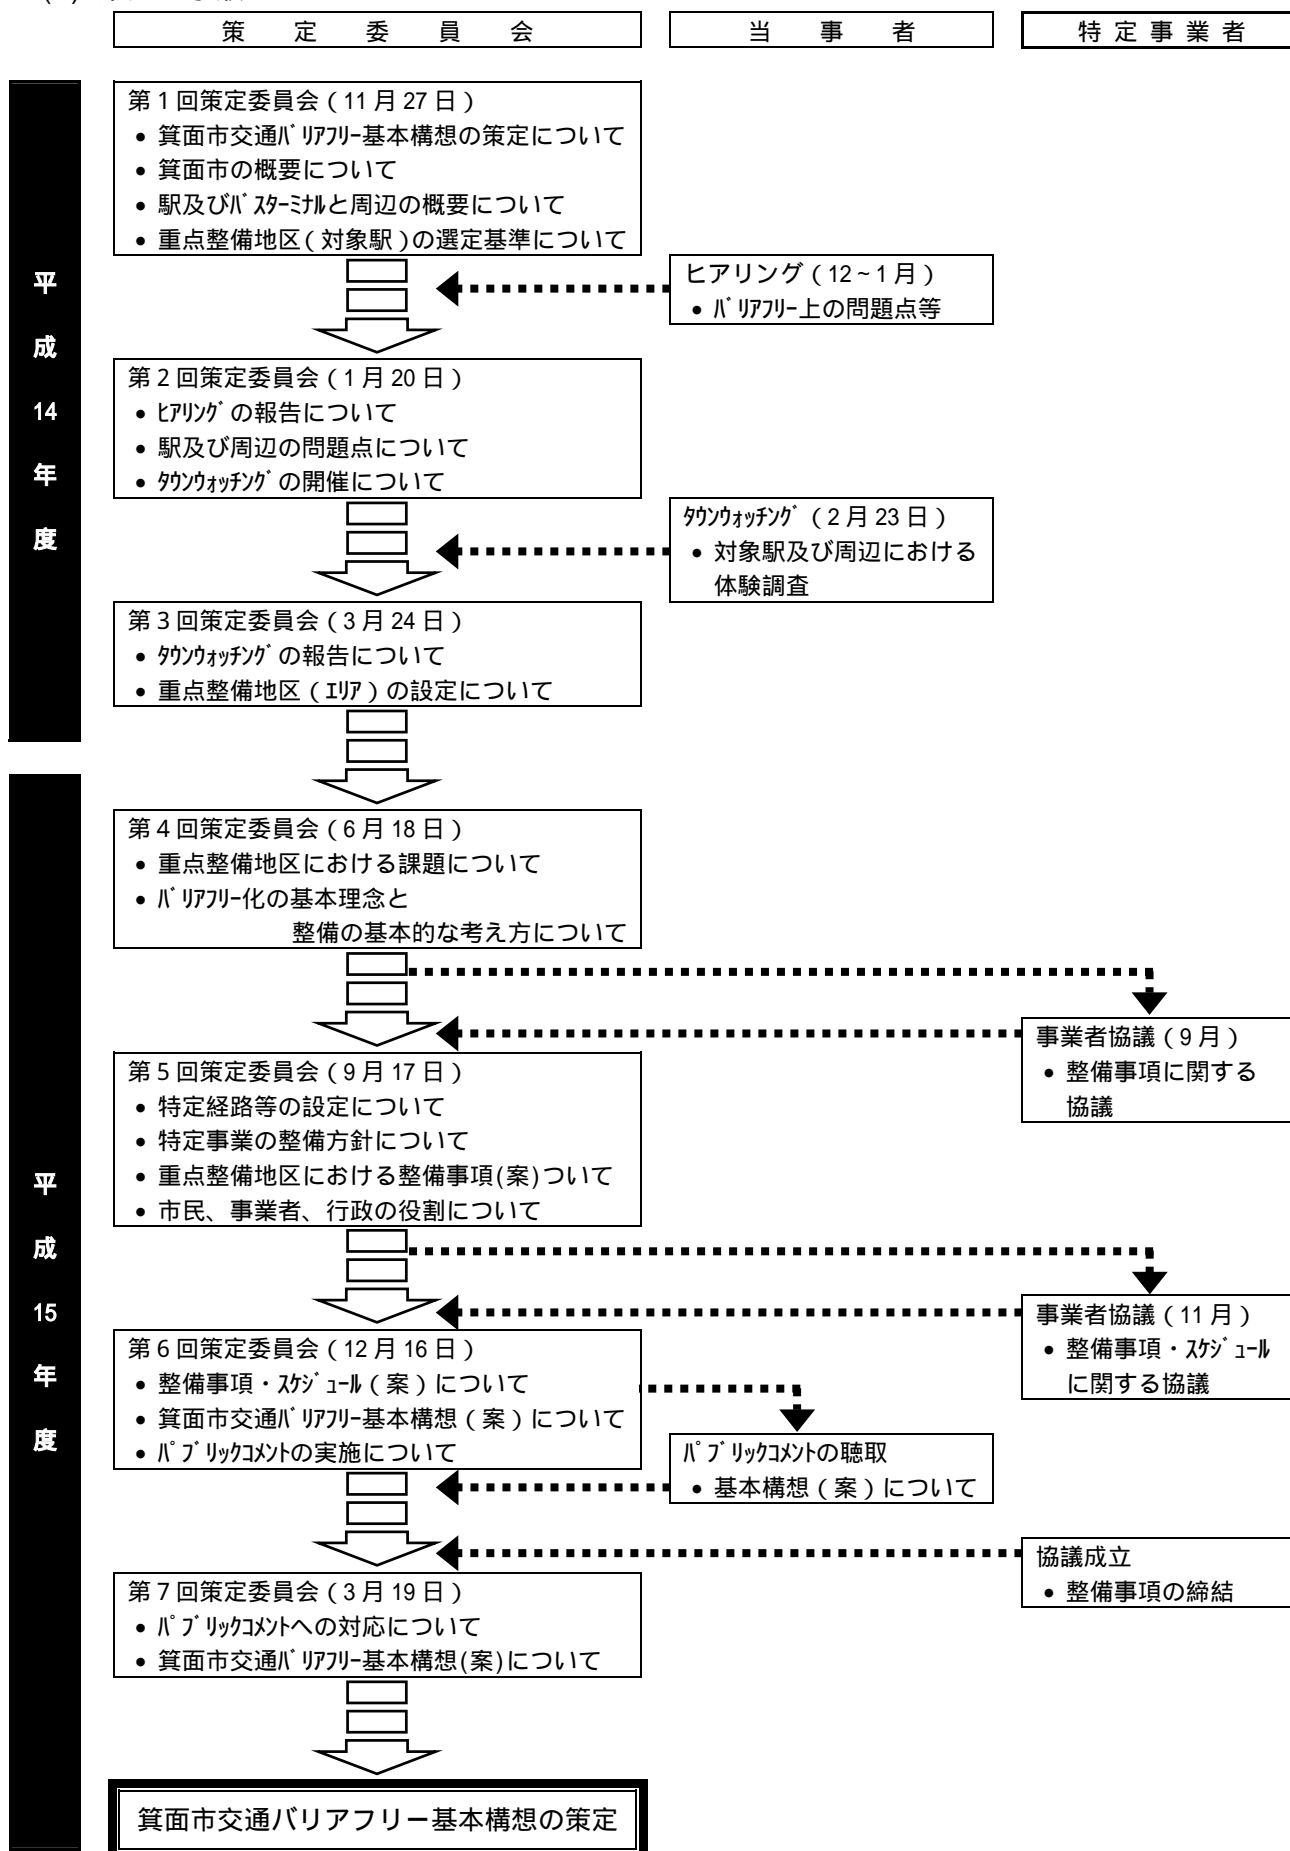 策定委員会
当事者
特定事業者
平成14年度
第1回策定委員会(11月27日)
• 箕面市交通ﾊﾞﾘｱﾌﾘｰ基本構想の策定について
• 箕面市の概要について
• 駅及びﾊﾞｽﾀｰﾐﾅﾙと周辺の概要について
• 重点整備地区(対象駅)の選定基準について
ヒアリング(12~1月)
• ﾊﾞﾘｱﾌﾘｰ上の問題点等
第2回策定委員会(1月20日)
• ﾋｱﾘﾝｸﾞの報告について
• 駅及び周辺の問題点について
• ﾀｳﾝｳｫｯﾁﾝｸﾞの開催について
ﾀｳﾝｳｫｯﾁﾝｸﾞ(2月23日)
• 対象駅及び周辺における
体験調査
第3回策定委員会(3月24日)
• ﾀｳﾝｳｫｯﾁﾝｸﾞの報告について
• 重点整備地区(ｴﾘｱ)の設定について
平成15年度
第4回策定委員会(6月18日)
• 重点整備地区における課題について
• ﾊﾞﾘｱﾌﾘｰ化の基本理念と
整備の基本的な考え方について
事業者協議(9月)
• 整備事項に関する
協議
第5回策定委員会(9月17日)
• 特定経路等の設定について
• 特定事業の整備方針について
• 重点整備地区における整備事項(案)ついて
• 市民、事業者、行政の役割について
事業者協議(11月)
• 整備事項・ｽｹｼﾞｭｰﾙ
に関する協議
第6回策定委員会(12月16日)
• 整備事項・ｽｹｼﾞｭｰﾙ(案)について
• 箕面市交通ﾊﾞﾘｱﾌﾘｰ基本構想(案)について
• ﾊﾟﾌﾞﾘｯｸｺﾒﾝﾄの実施について
ﾊﾟﾌﾞﾘｯｸｺﾒﾝﾄの聴取
• 基本構想(案)について
協議成立
• 整備事項の締結
第7回策定委員会(3月19日)
• ﾊﾟﾌﾞﾘｯｸｺﾒﾝﾄへの対応について
• 箕面市交通ﾊﾞﾘｱﾌﾘｰ基本構想(案)について
箕面市交通バリアフリー基本構想の策定